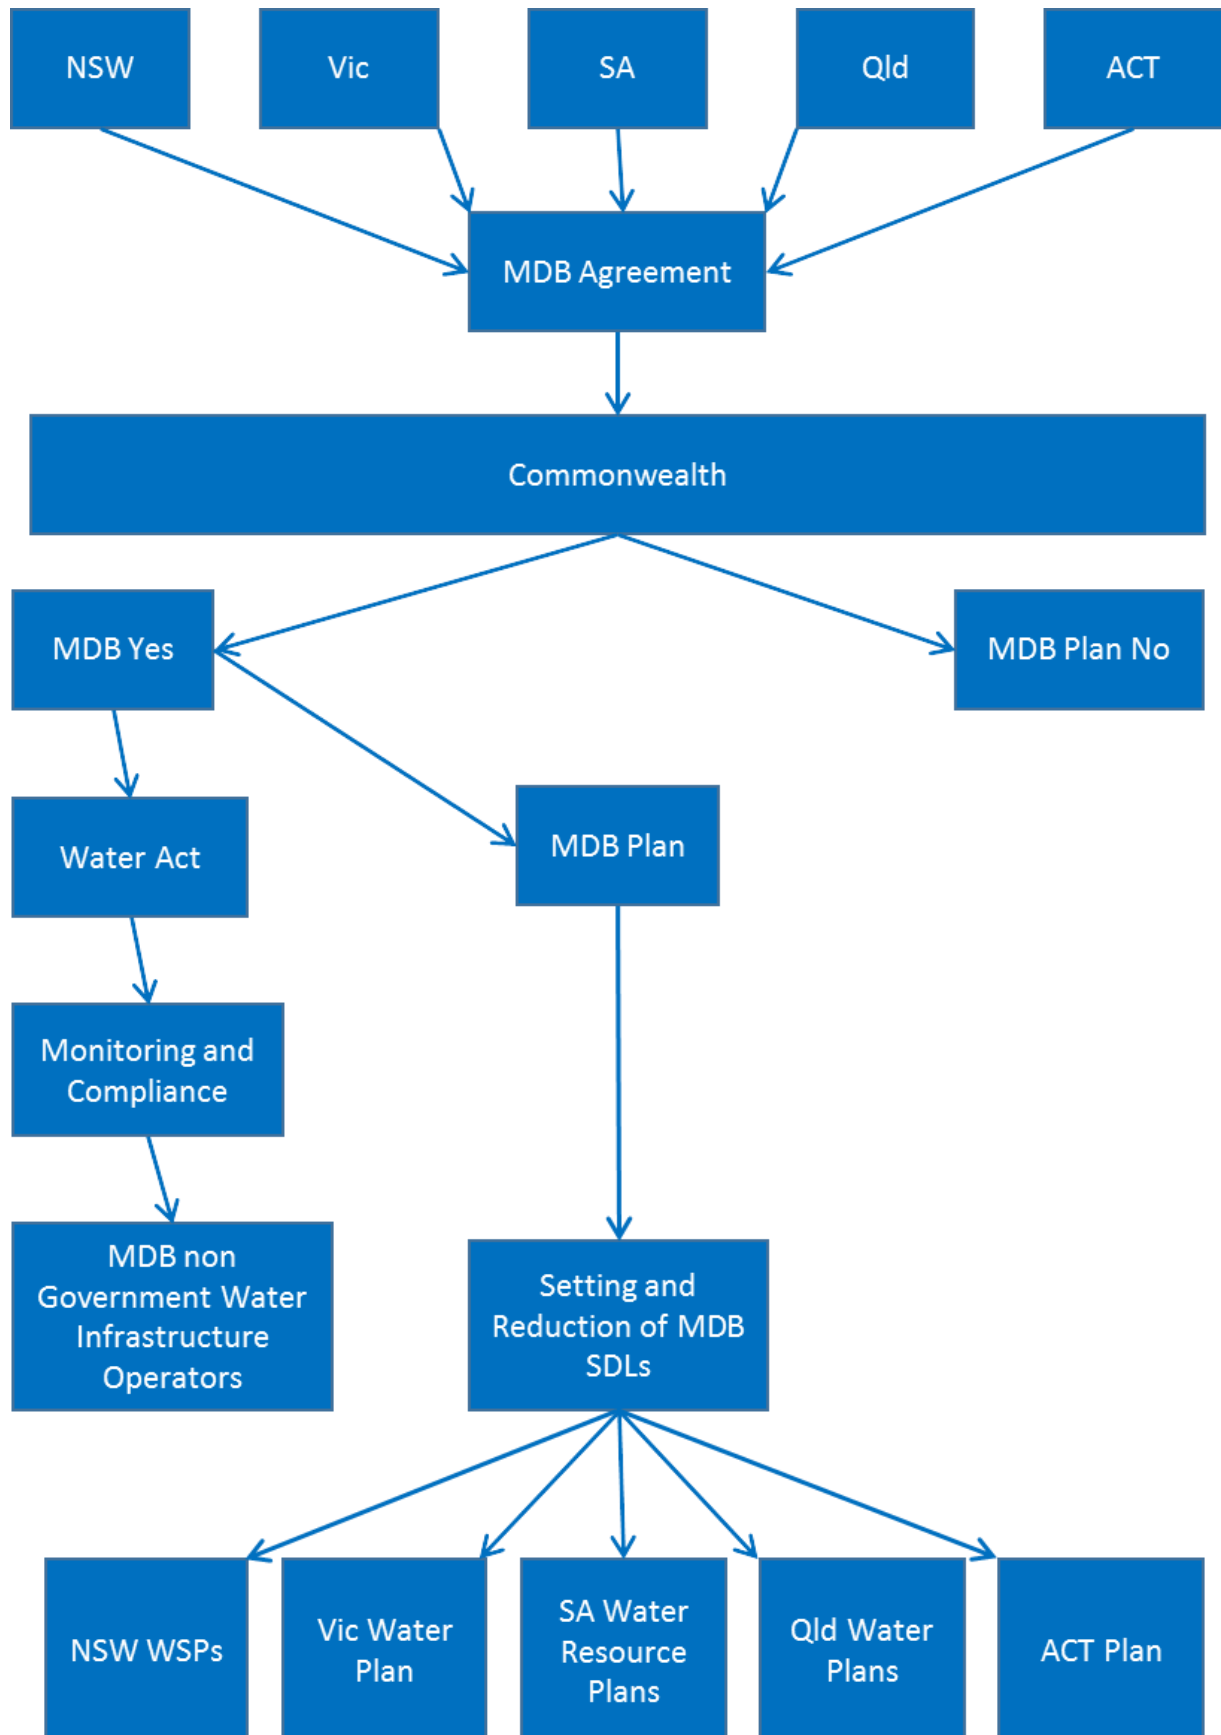 NSW
Vic
SA
Qld
ACT
MDB Agreement
Commonwealth
MDB Yes
MDB Plan No
Water Act
MDB Plan
Monitoring and
Compliance
MDB non
Government Water
Infrastructure
Operators
Setting and
Reduction of MDB
SDLs
NSW WSPs
Vic Water
Plan
SA Water
Resource
Plans
Qld Water
Plans
ACT Plan